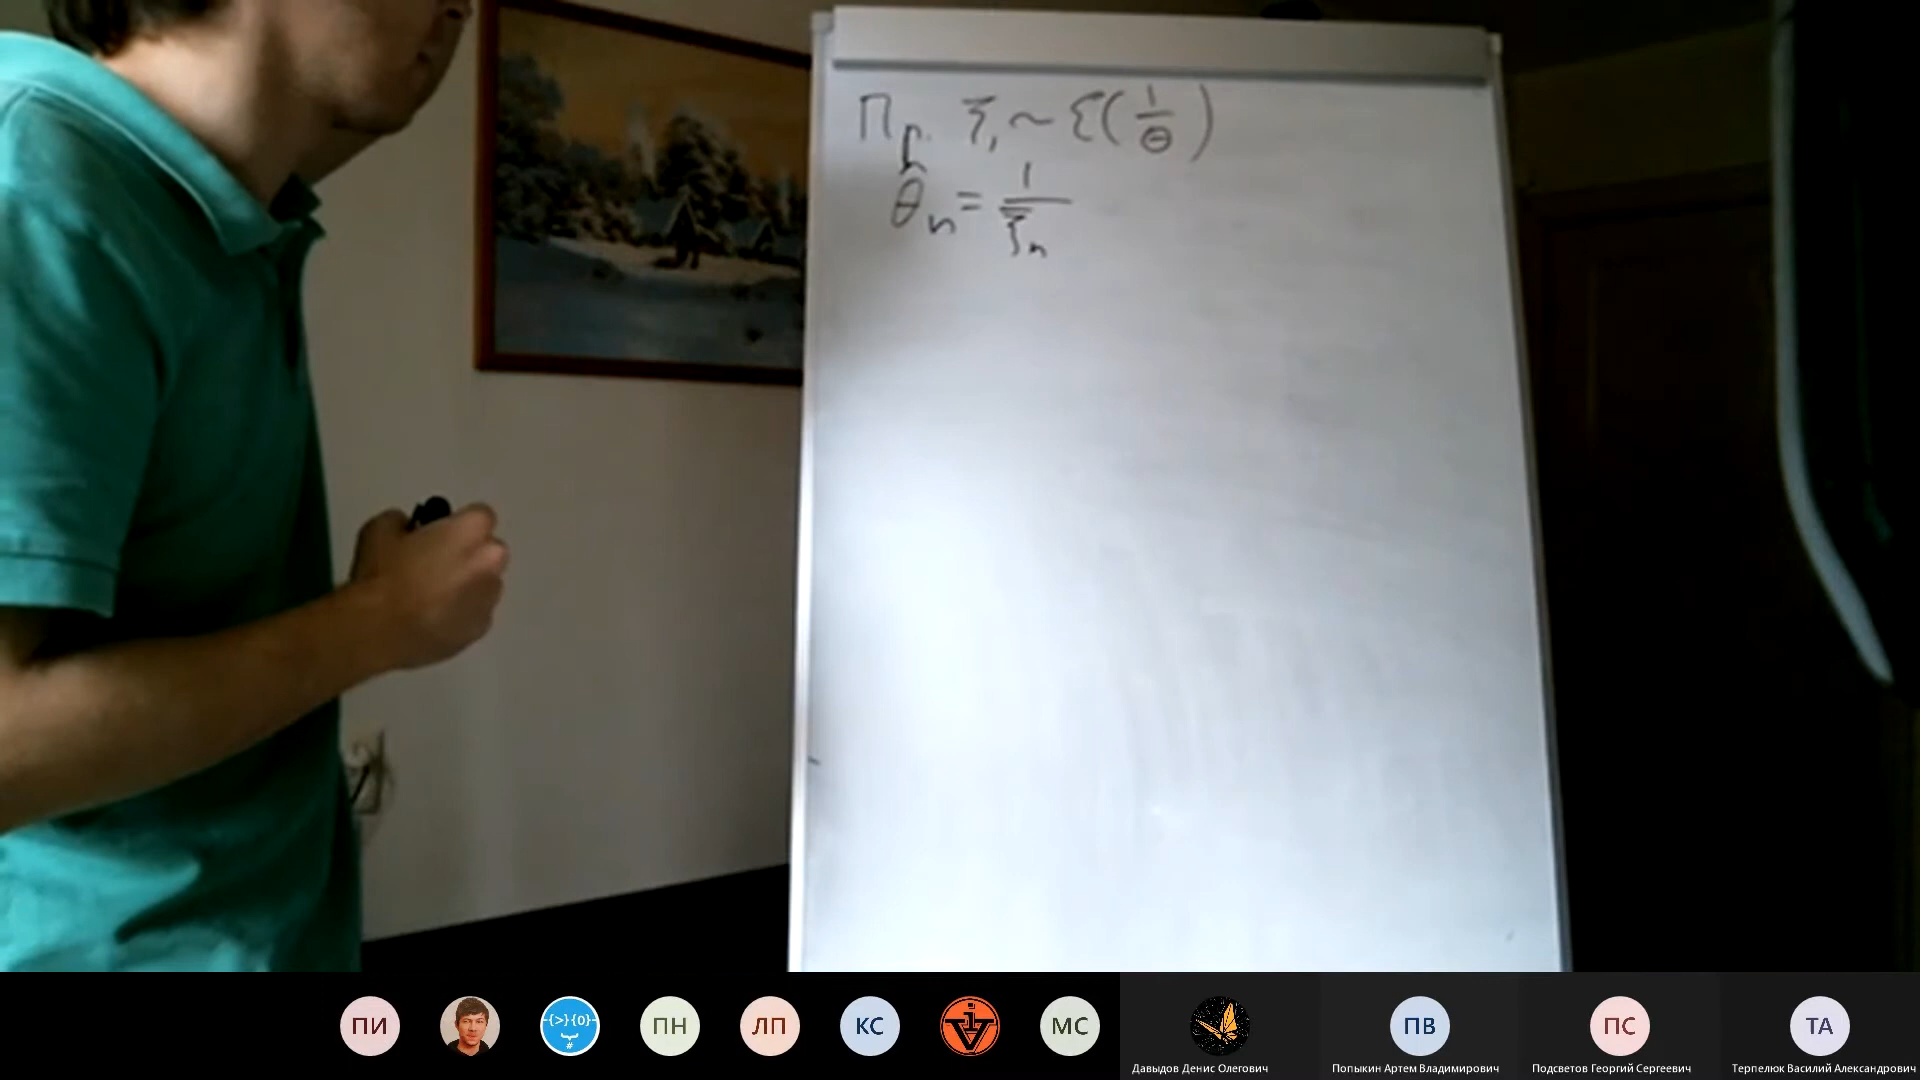 Пр. ξ₁ ~ Ɛ(1/θ)
θ̂ₙ = 1/ξ̄ₙ
ПИ
-{>}{0}-
#
ПН
ЛП
КС
МС
ПВ
ПС
ТА
Давыдов Денис Олегович
Попыкин Артем Владимирович
Подсветов Георгий Сергеевич
Терпелюк Василий Александрович